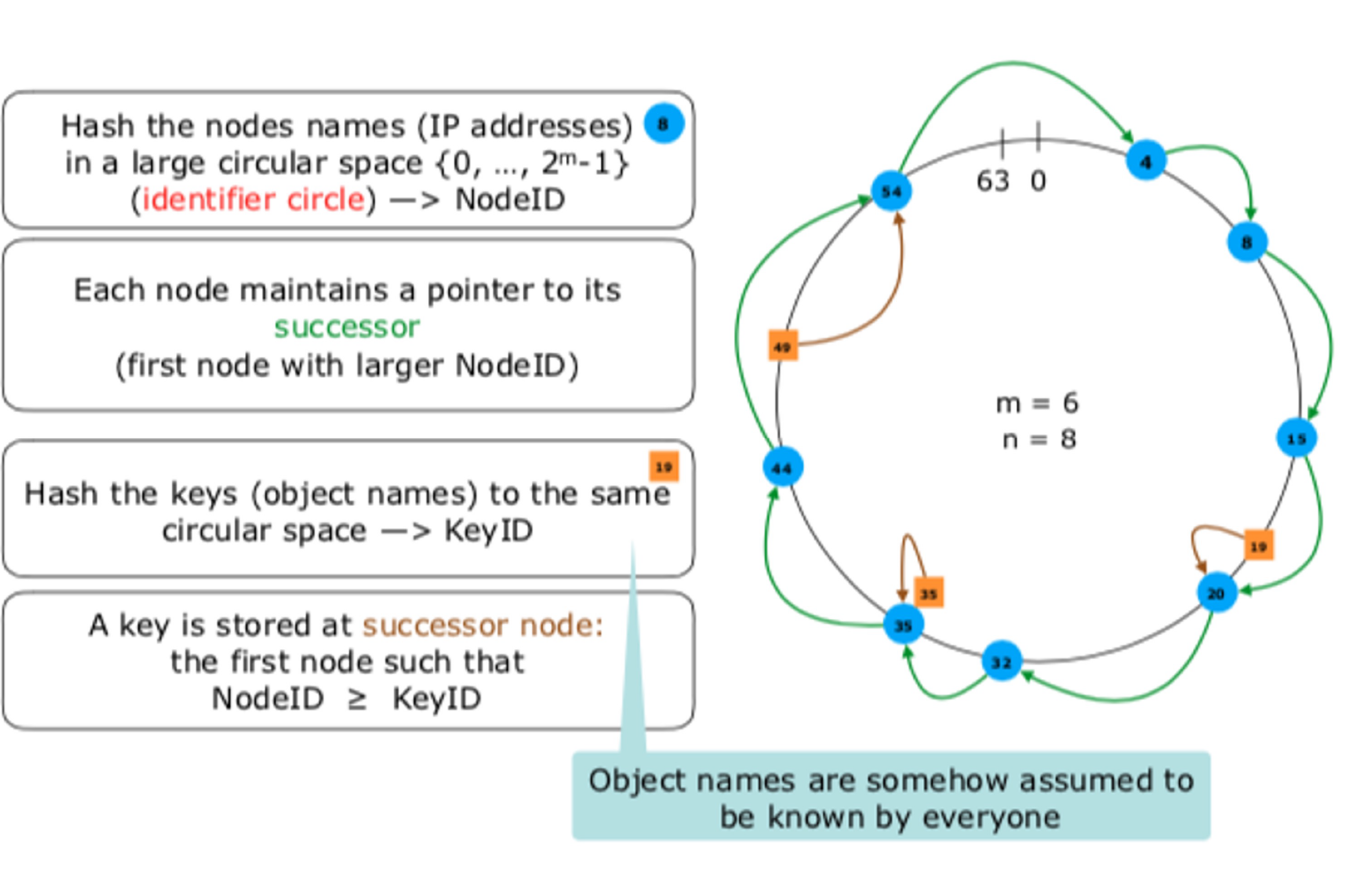 Hash the nodes names (IP addresses)
8
in a large circular space {0, ..., 2ᵐ-1}
(identifier circle) —> NodeID
Each node maintains a pointer to its
successor
(first node with larger NodeID)
19
Hash the keys (object names) to the same
circular space —> KeyID
A key is stored at successor node:
the first node such that
NodeID ≥ KeyID
Object names are somehow assumed to
be known by everyone
63 0
4
8
15
19
20
32
35
35
44
49
54
m = 6
n = 8